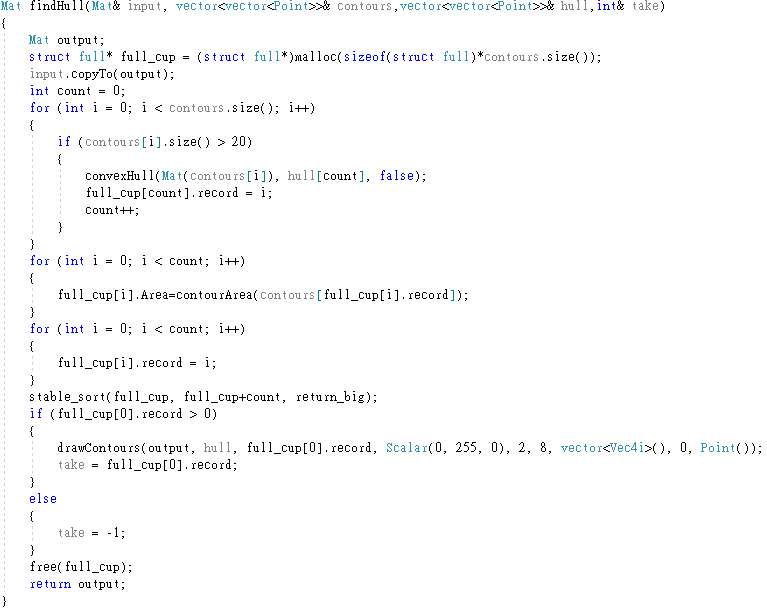 Mat findHull(Mat& input, vector<vector<Point>>& contours,vector<vector<Point>>& hull,int& take)
{
    Mat output;
    struct full* full_cup = (struct full*)malloc(sizeof(struct full)*contours.size());
    input.copyTo(output);
    int count = 0;
    for (int i = 0; i < contours.size(); i++)
    {
        if (contours[i].size() > 20)
        {
            convexHull(Mat(contours[i]), hull[count], false);
            full_cup[count].record = i;
            count++;
        }
    }
    for (int i = 0; i < count; i++)
    {
        full_cup[i].Area=contourArea(contours[full_cup[i].record]);
    }
    for (int i = 0; i < count; i++)
    {
        full_cup[i].record = i;
    }
    stable_sort(full_cup, full_cup+count, return_big);
    if (full_cup[0].record > 0)
    {
        drawContours(output, hull, full_cup[0].record, Scalar(0, 255, 0), 2, 8, vector<Vec4i>(), 0, Point());
        take = full_cup[0].record;
    }
    else
    {
        take = -1;
    }
    free(full_cup);
    return output;
}